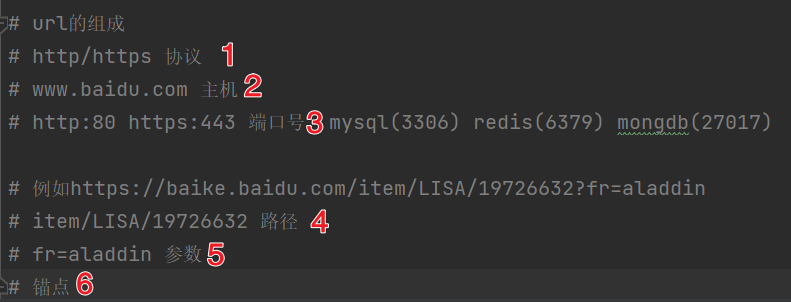 # url的组成
# http/https 协议 1
# www.baidu.com 主机 2
# http:80 https:443 端口号 3 mysql(3306) redis(6379) mongdb(27017)
# 例如https://baike.baidu.com/item/LISA/19726632?fr=aladdin
# item/LISA/19726632 路径 4
# fr=aladdin 参数 5
# 锚点 6